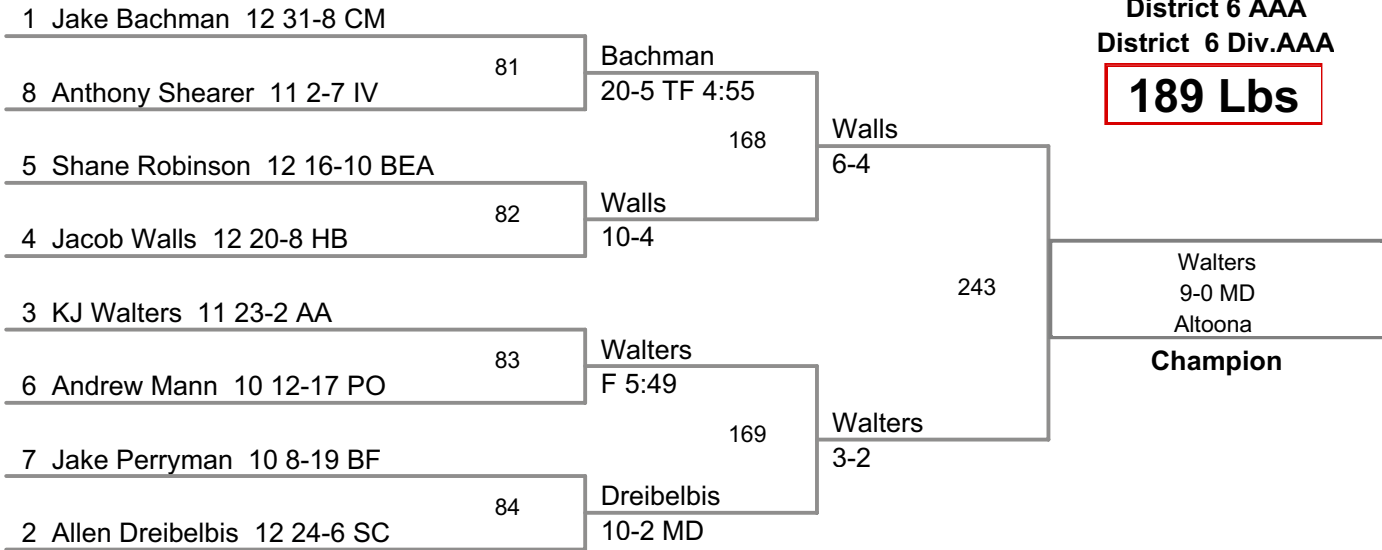 District 6 AAA
District 6 Div.AAA
189 Lbs
1 Jake Bachman 12 31-8 CM
81
8 Anthony Shearer 11 2-7 IV
Bachman
20-5 TF 4:55
168
5 Shane Robinson 12 16-10 BEA
82
4 Jacob Walls 12 20-8 HB
Walls
10-4
Walls
6-4
243
3 KJ Walters 11 23-2 AA
83
6 Andrew Mann 10 12-17 PO
Walters
F 5:49
169
7 Jake Perryman 10 8-19 BF
84
2 Allen Dreibelbis 12 24-6 SC
Dreibelbis
10-2 MD
Walters
3-2
Walters
9-0 MD
Altoona
Champion